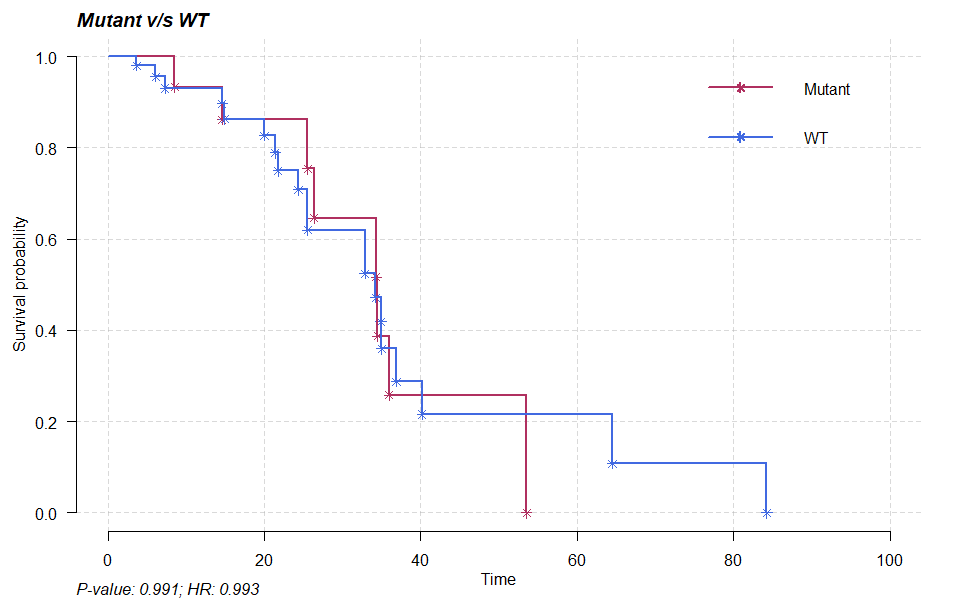 Mutant v/s WT
Mutant
WT
1.0
0.8
0.6
0.4
0.2
0.0
Survival probability
0 20 40 60 80 100
Time
P-value: 0.991; HR: 0.993